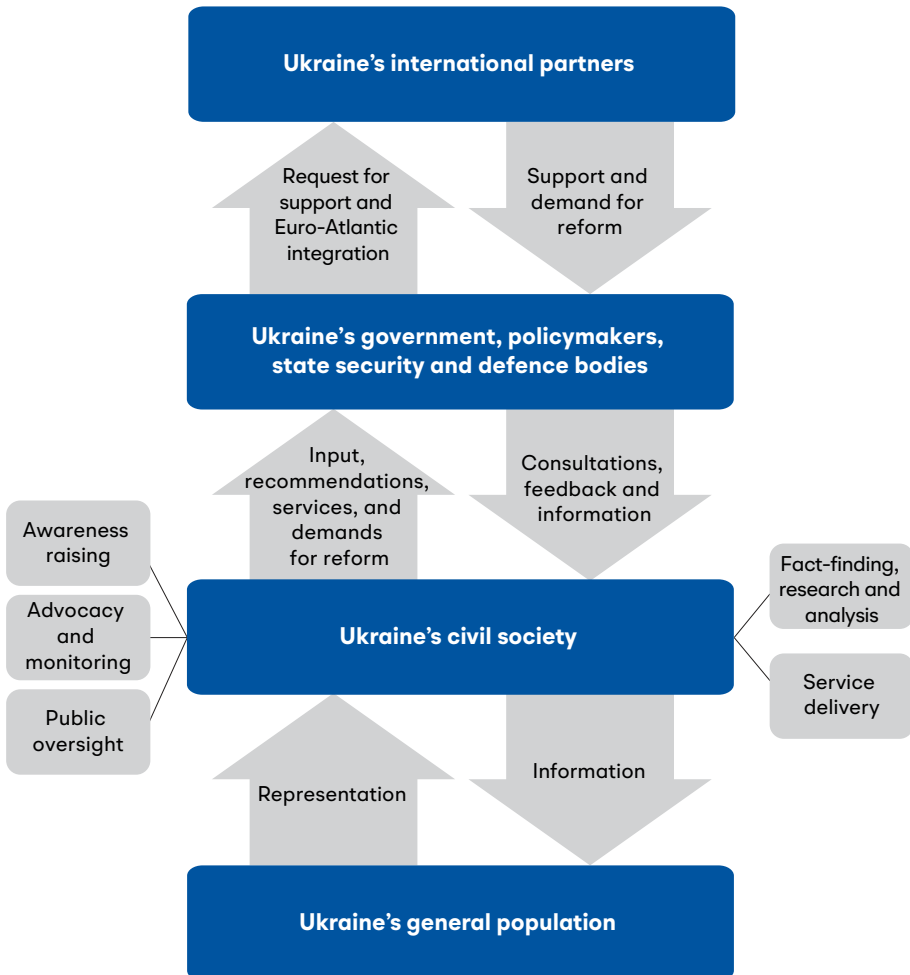 Ukraine’s international partners
Request for
support and
Euro-Atlantic
integration
Support and
demand for
reform
Ukraine’s government, policymakers,
state security and defence bodies
Input,
recommendations,
services, and
demands
for reform
Consultations,
feedback and
information
Awareness
raising
Advocacy
and
monitoring
Public
oversight
Ukraine’s civil society
Fact-finding,
research and
analysis
Service
delivery
Representation
Information
Ukraine’s general population